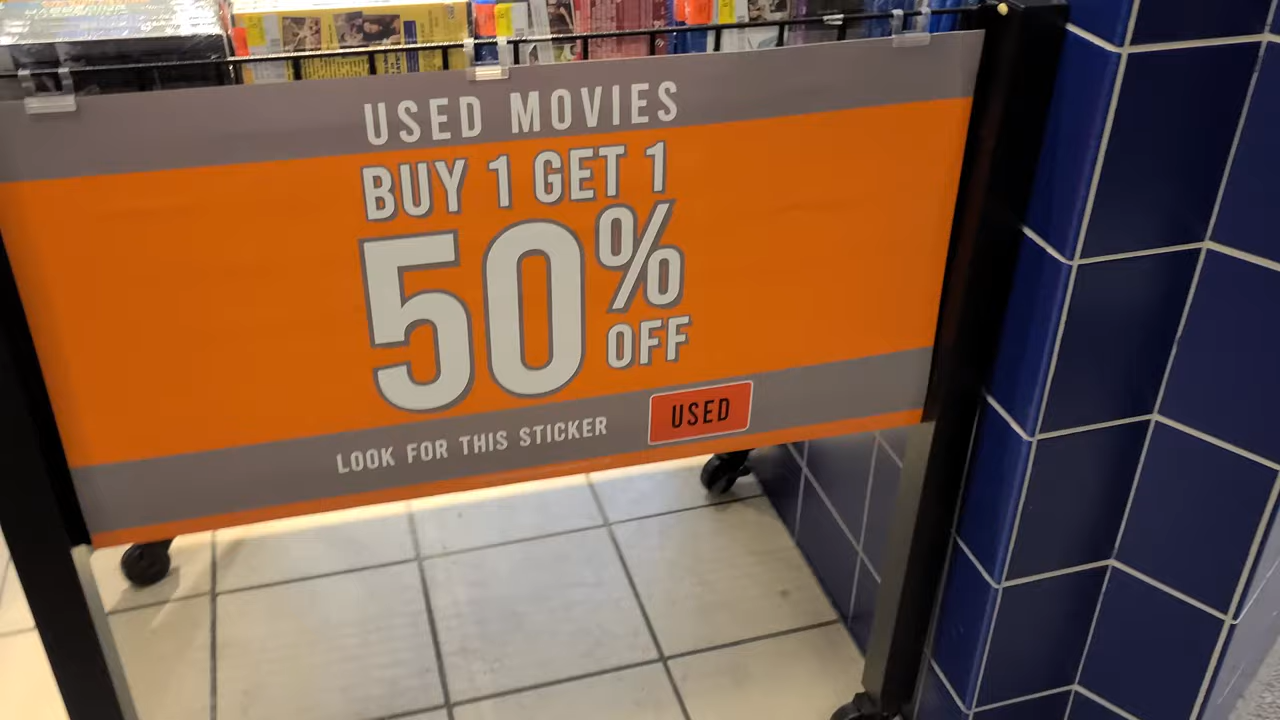 USED MOVIES
BUY 1 GET 1
50%
OFF
LOOK FOR THIS STICKER
USED